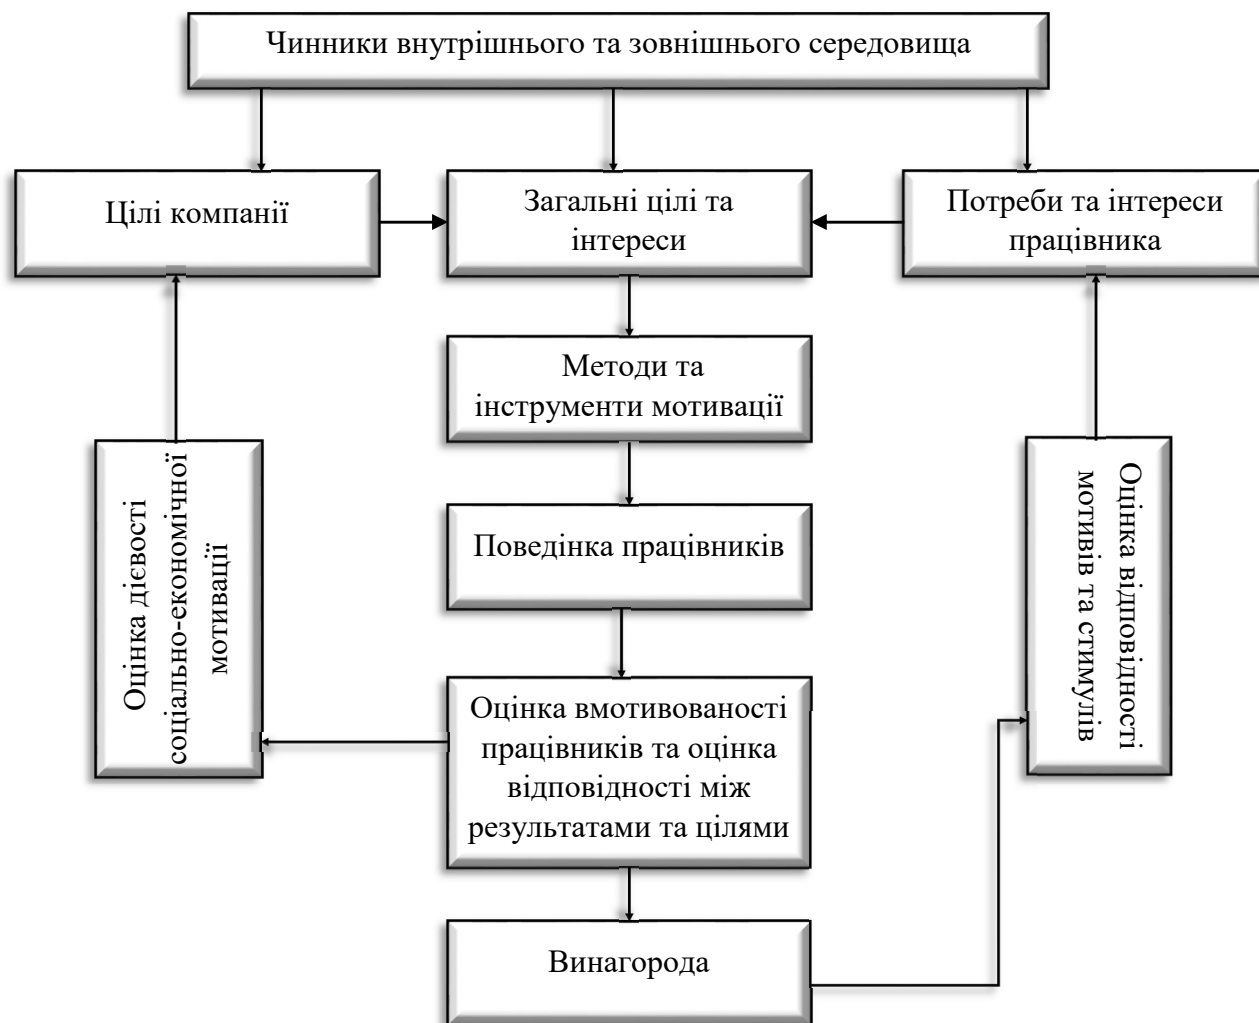 Чинники внутрішнього та зовнішнього середовища
Цілі компанії
Загальні цілі та
інтереси
Потреби та інтереси
працівника
Методи та
інструменти мотивації
Оцінка дієвості
соціально-економічної
мотивації
Поведінка працівників
Оцінка відповідності
мотивів та стимулів
Оцінка вмотивованості
працівників та оцінка
відповідності між
результатами та цілями
Винагорода